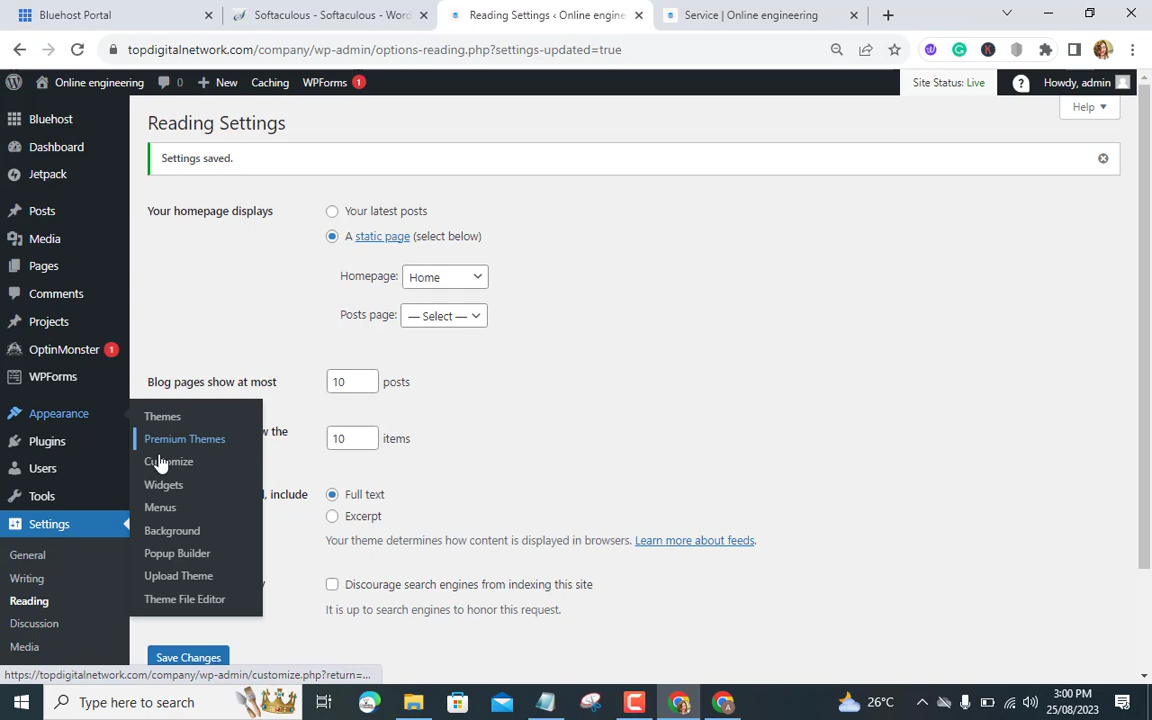 Bluehost Portal
Softaculous - Softaculous - Wor
Reading Settings ‹ Online engine
Service | Online engineering
topdigitalnetwork.com/company/wp-admin/options-reading.php?settings-updated=true
Online engineering
0
New
Caching
WPForms 1
Site Status: Live
Howdy, admin
Help
Bluehost
Dashboard
Jetpack
Posts
Media
Pages
Comments
Projects
OptinMonster 1
WPForms
Appearance
Plugins
Users
Tools
Settings
General
Writing
Reading
Discussion
Media
Themes
Premium Themes
Customize
Widgets
Menus
Background
Popup Builder
Upload Theme
Theme File Editor
Reading Settings
Settings saved.
Your homepage displays
Your latest posts
A static page (select below)
Homepage: Home
Posts page: — Select —
Blog pages show at most 10 posts
the 10 items
, include
Full text
Excerpt
Your theme determines how content is displayed in browsers. Learn more about feeds.
Discourage search engines from indexing this site
It is up to search engines to honor this request.
Save Changes
https://topdigitalnetwork.com/company/wp-admin/customize.php?return=...
Type here to search
26°C
3:00 PM
25/08/2023